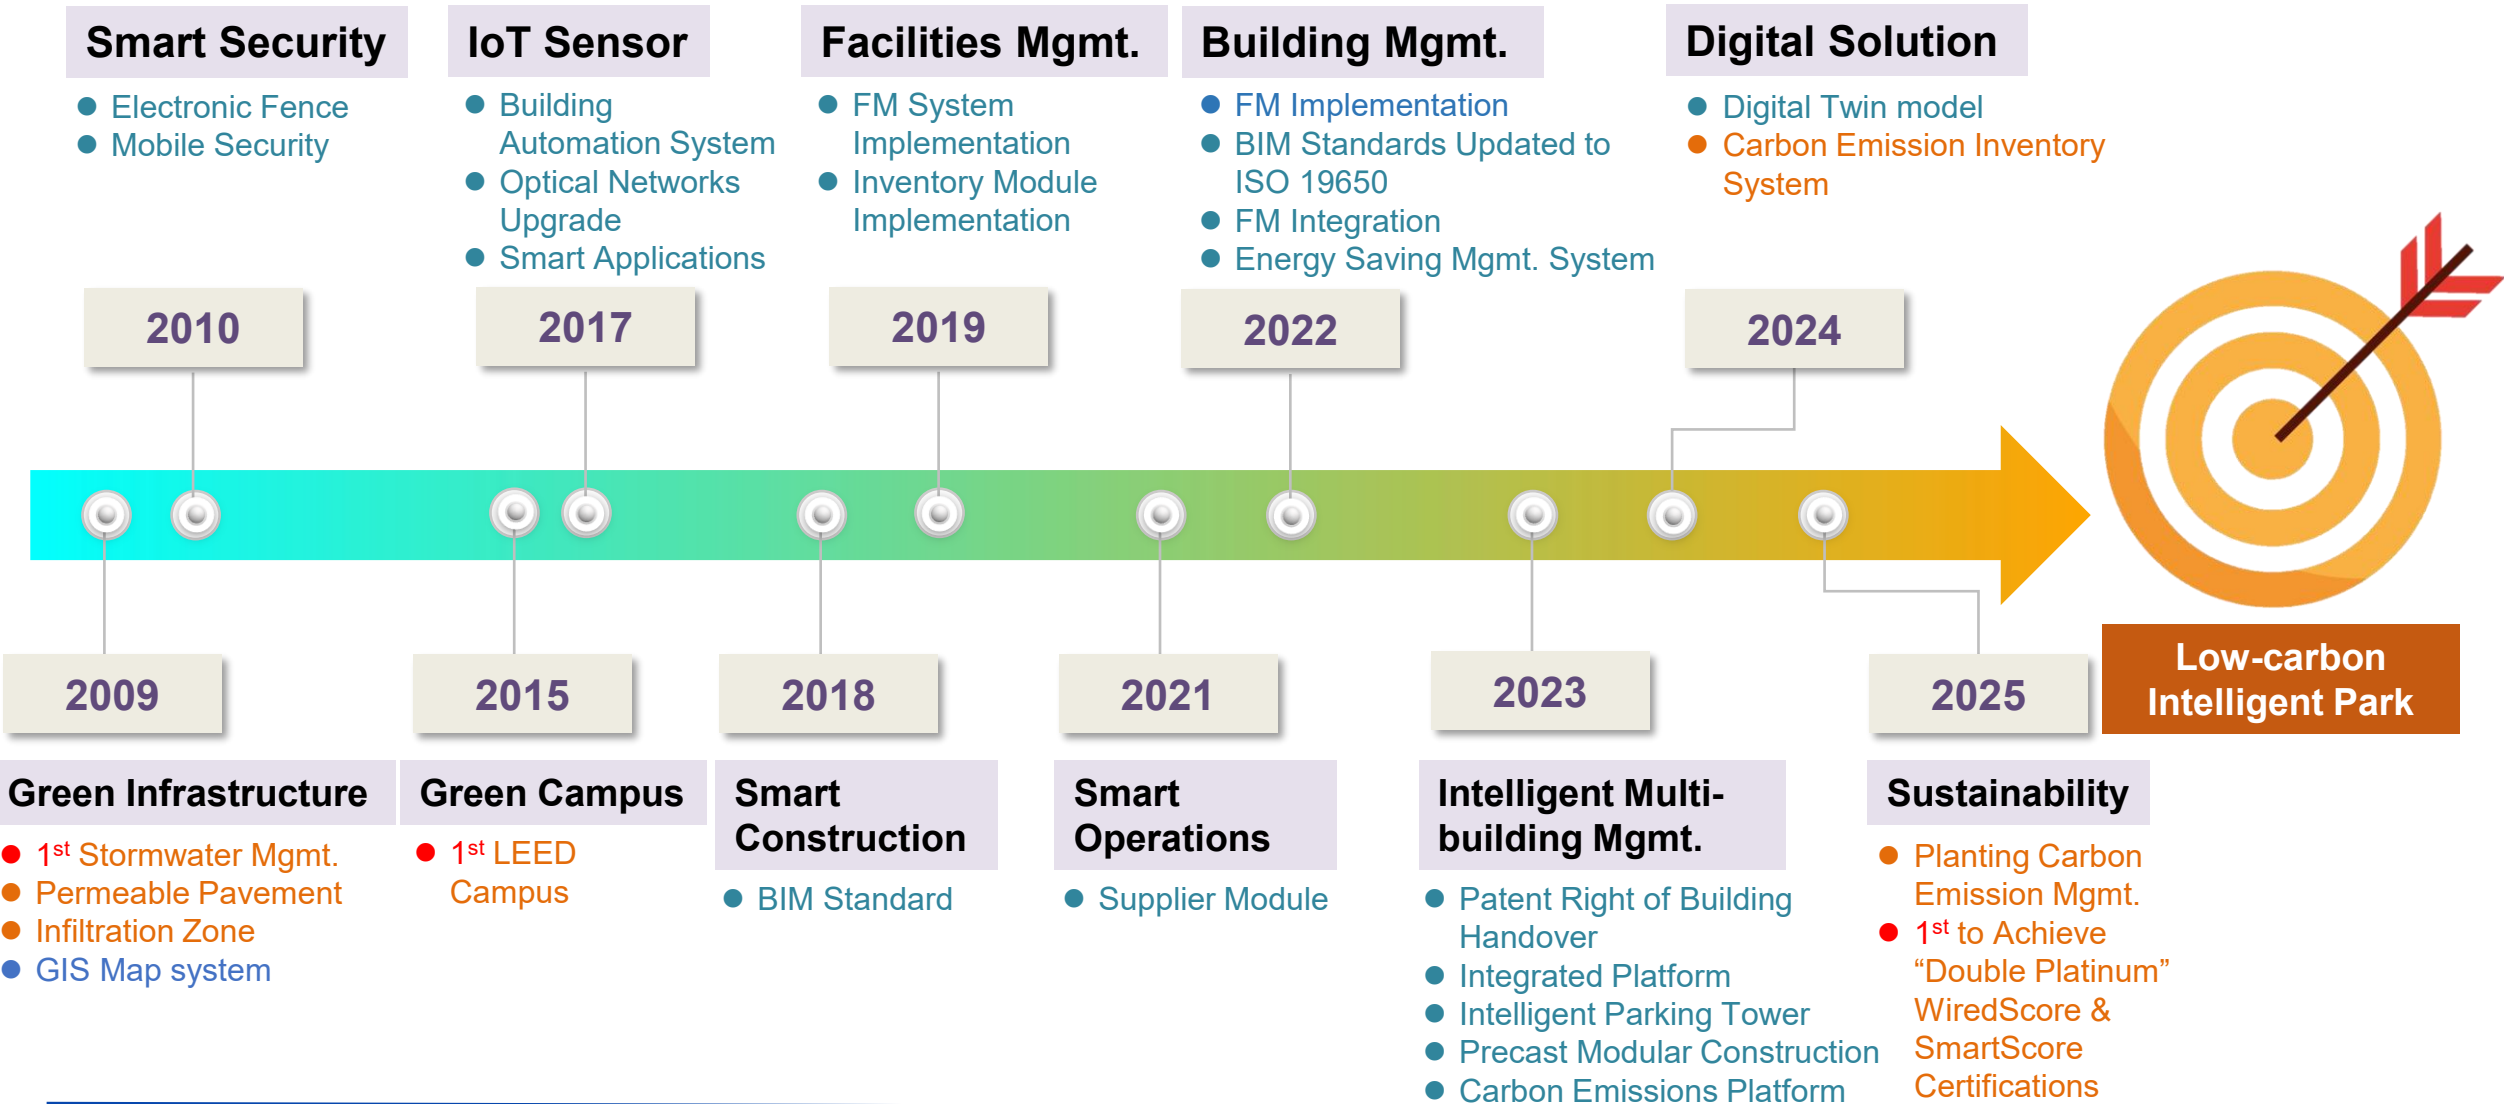 Smart Security
Electronic Fence
Mobile Security
2010
IoT Sensor
Building
Automation System
Optical Networks
Upgrade
Smart Applications
2017
Facilities Mgmt.
FM System
Implementation
Inventory Module
Implementation
2019
Building Mgmt.
FM Implementation
BIM Standards Updated to
ISO 19650
FM Integration
Energy Saving Mgmt. System
2022
Digital Solution
Digital Twin model
Carbon Emission Inventory
System
2024
2009
Green Infrastructure
1st Stormwater Mgmt.
Permeable Pavement
Infiltration Zone
GIS Map system
2015
Green Campus
1st LEED
Campus
2018
Smart
Construction
BIM Standard
2021
Smart
Operations
Supplier Module
2023
Intelligent Multi-
building Mgmt.
Patent Right of Building
Handover
Integrated Platform
Intelligent Parking Tower
Precast Modular Construction
Carbon Emissions Platform
2025
Sustainability
Planting Carbon
Emission Mgmt.
1st to Achieve
“Double Platinum”
WiredScore &
SmartScore
Certifications
Low-carbon
Intelligent Park